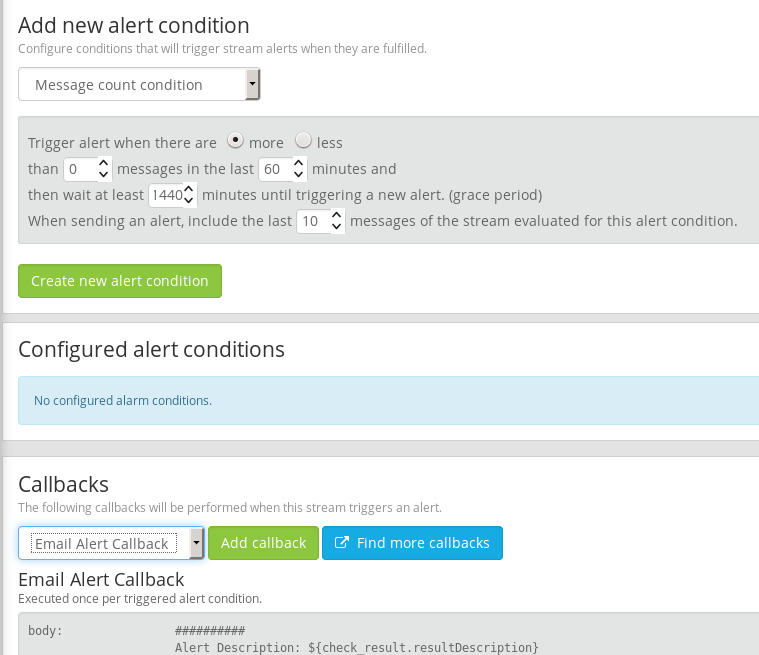 Add new alert condition
Configure conditions that will trigger stream alerts when they are fulfilled.
Message count condition
Trigger alert when there are more less
than 0 messages in the last 60 minutes and
then wait at least 1440 minutes until triggering a new alert. (grace period)
When sending an alert, include the last 10 messages of the stream evaluated for this alert condition.
Create new alert condition
Configured alert conditions
No configured alarm conditions.
Callbacks
The following callbacks will be performed when this stream triggers an alert.
Email Alert Callback Add callback Find more callbacks
Email Alert Callback
Executed once per triggered alert condition.
body: ##########
Alert Description: ${check_result.resultDescription}